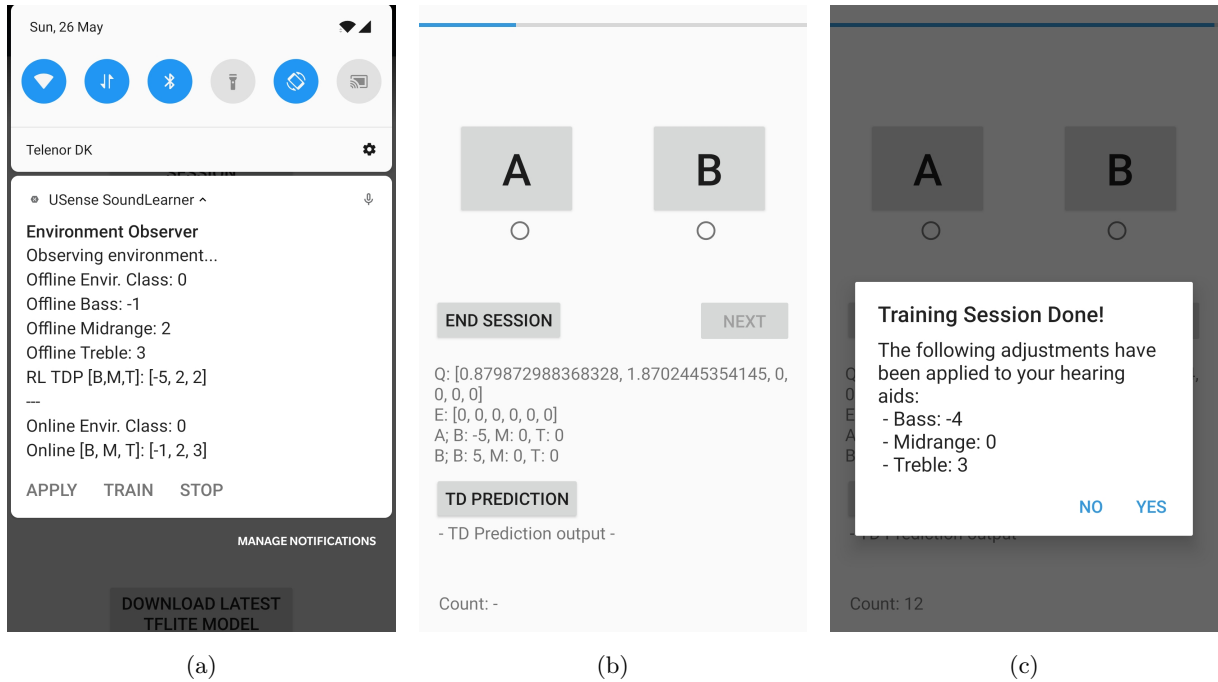 Sun, 26 May
Telenor DK
SESSION
USense SoundLearner
Environment Observer
Observing environment...
Offline Envir. Class: 0
Offline Bass: -1
Offline Midrange: 2
Offline Treble: 3
RL TDP [B,M,T]: [-5, 2, 2]
---
Online Envir. Class: 0
Online [B, M, T]: [-1, 2, 3]
APPLY TRAIN STOP
MANAGE NOTIFICATIONS
DOWNLOAD LATEST
TFLITE MODEL
(a)
A B
END SESSION NEXT
Q: [0.879872988368328, 1.8702445354145, 0,
0, 0, 0]
E: [0, 0, 0, 0, 0, 0]
A; B: -5, M: 0, T: 0
B; B: 5, M: 0, T: 0
TD PREDICTION
- TD Prediction output -
Count: -
(b)
A B
Training Session Done!
The following adjustments have
been applied to your hearing
aids:
- Bass: -4
- Midrange: 0
- Treble: 3
NO YES
Count: 12
(c)